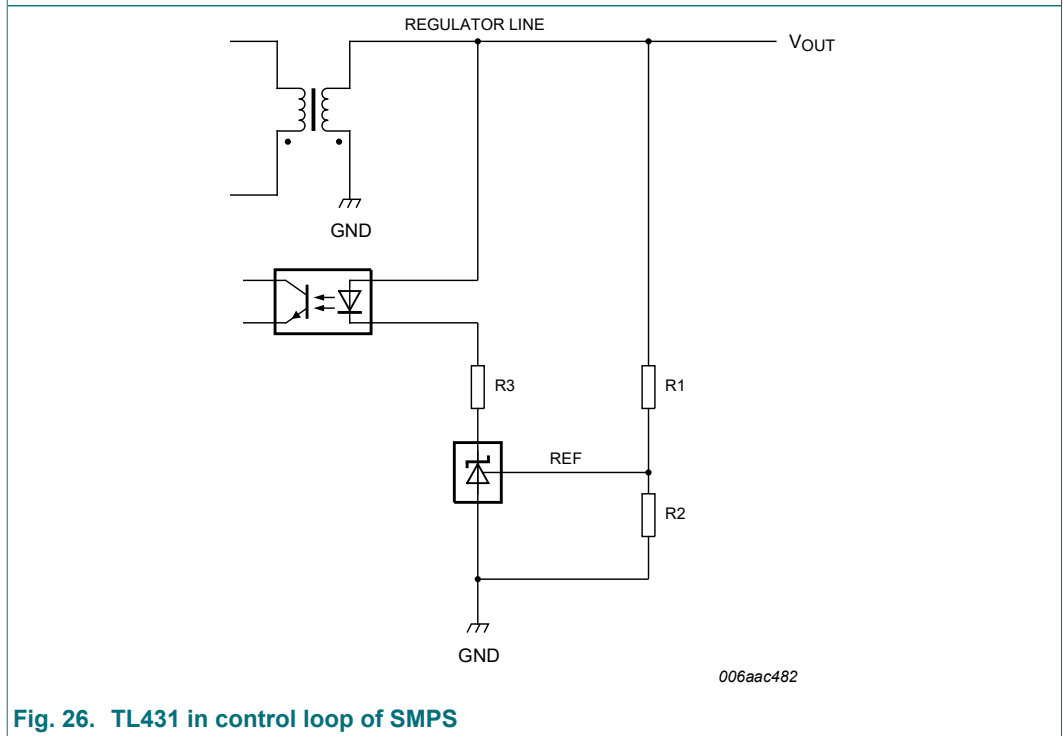 REGULATOR LINE
VOUT
GND
R3
R1
REF
R2
GND
006aac482
Fig. 26. TL431 in control loop of SMPS